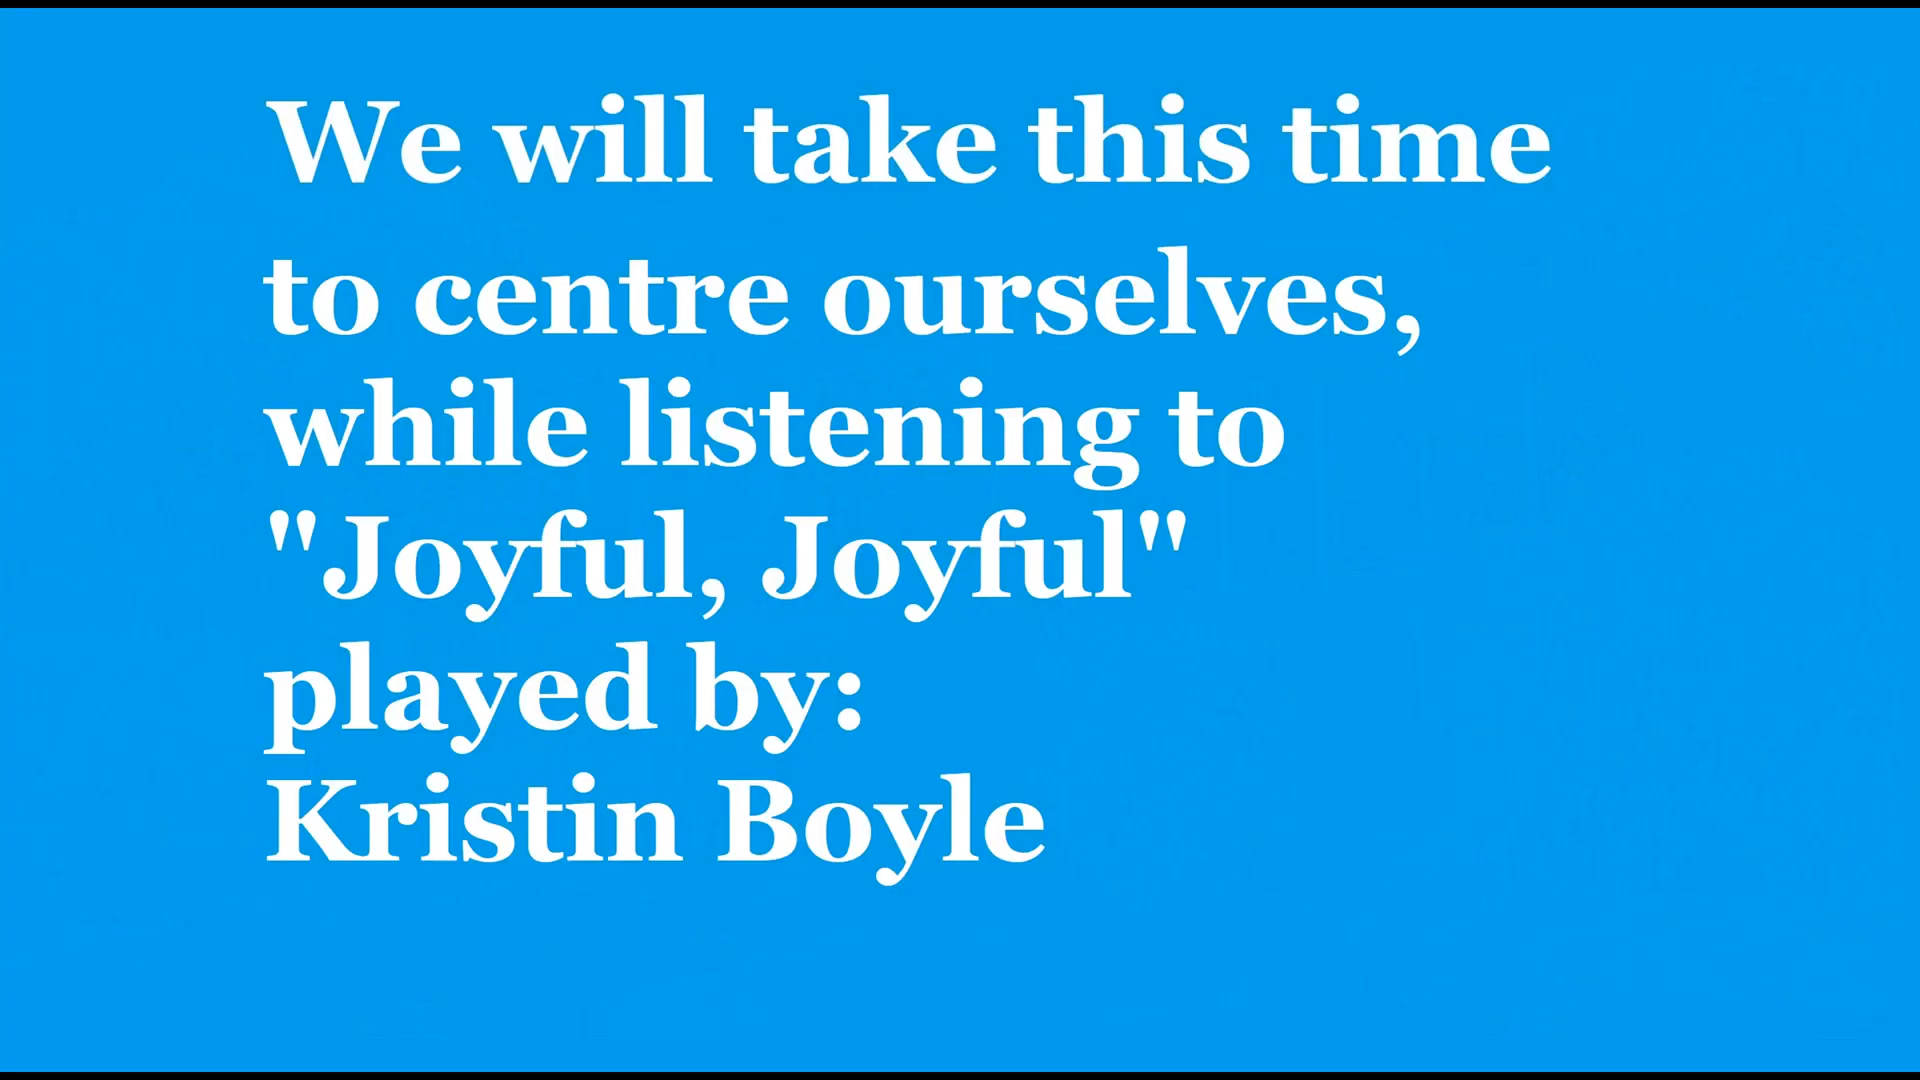 We will take this time
to centre ourselves,
while listening to
"Joyful, Joyful"
played by:
Kristin Boyle